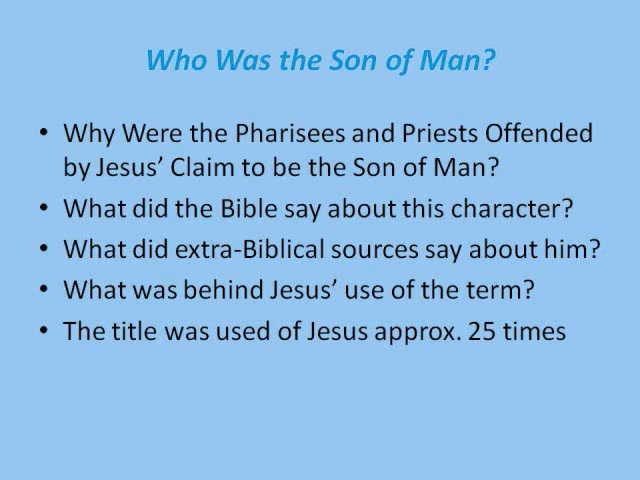 Who Was the Son of Man?
• Why Were the Pharisees and Priests Offended
by Jesus’ Claim to be the Son of Man?
• What did the Bible say about this character?
• What did extra-Biblical sources say about him?
• What was behind Jesus’ use of the term?
• The title was used of Jesus approx. 25 times